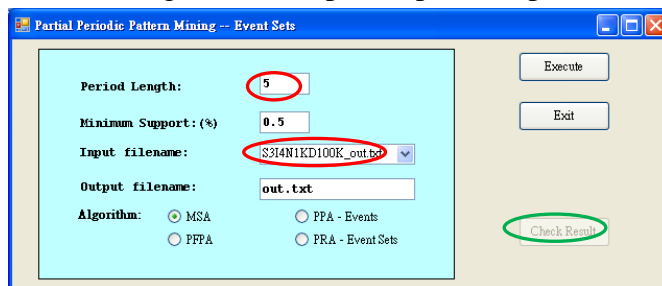 Partial Periodic Pattern Mining -- Event Sets
Period Length: 5
Execute
Minimum Support:(%) 0.5
Exit
Input filename: S3I4N1KD100K_out.txt
Output filename: out.txt
Algorithm: MSA PPA - Events
PFPA PRA - Event Sets
Check Result